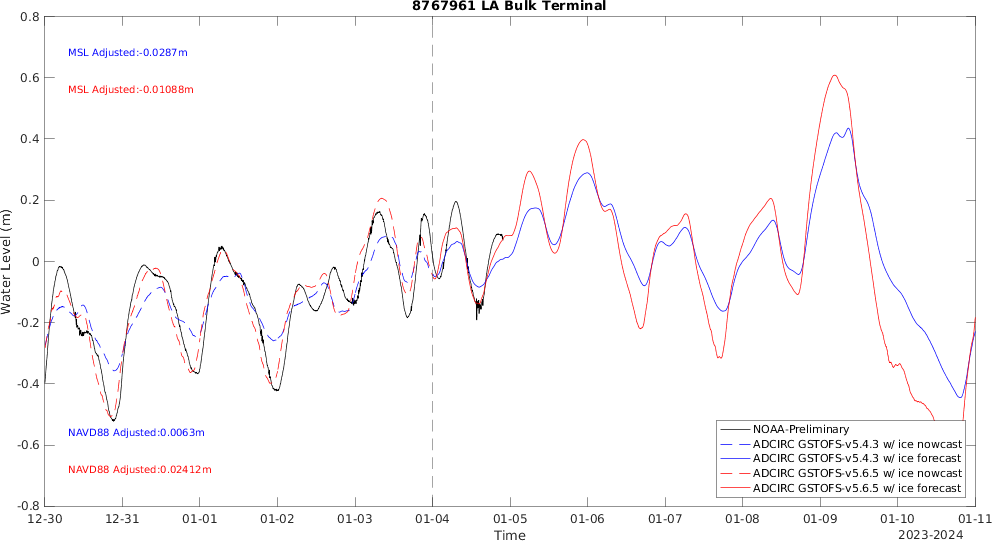 8767961 LA Bulk Terminal
0.8
0.6
0.4
0.2
0
-0.2
-0.4
-0.6
-0.8
Water Level (m)
MSL Adjusted:-0.0287m
MSL Adjusted:-0.01088m
NAVD88 Adjusted:0.0063m
NAVD88 Adjusted:0.02412m
NOAA-Preliminary
ADCIRC GSTOFS-v5.4.3 w/ ice nowcast
ADCIRC GSTOFS-v5.4.3 w/ ice forecast
ADCIRC GSTOFS-v5.6.5 w/ ice nowcast
ADCIRC GSTOFS-v5.6.5 w/ ice forecast
12-30 12-31 01-01 01-02 01-03 01-04 01-05 01-06 01-07 01-08 01-09 01-10 01-11
Time
2023-2024